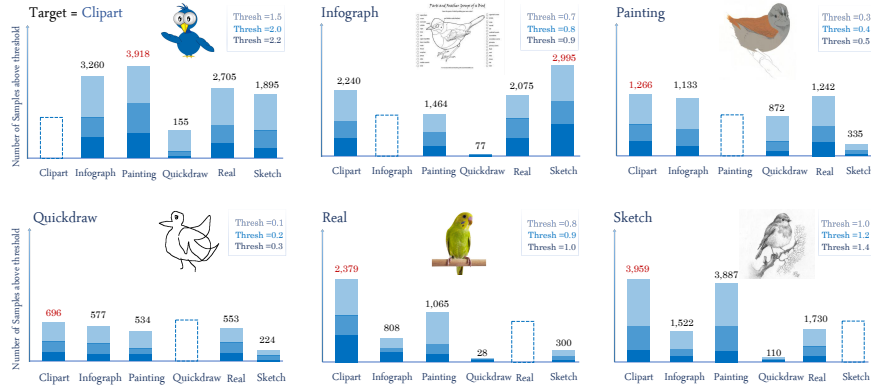 Target = Clipart
Thresh =1.5
Thresh =2.0
Thresh =2.2
Number of Samples above threshold
3,260
3,918
155
2,705
1,895
Clipart Infograph Painting Quickdraw Real Sketch
Infograph
Thresh =0.7
Thresh =0.8
Thresh =0.9
2,240
1,464
77
2,075
2,995
Clipart Infograph Painting Quickdraw Real Sketch
Painting
Thresh =0.3
Thresh =0.4
Thresh =0.5
1,266
1,133
872
1,242
335
Clipart Infograph Painting Quickdraw Real Sketch
Quickdraw
Thresh =0.1
Thresh =0.2
Thresh =0.3
Number of Samples above threshold
696
577
534
553
224
Clipart Infograph Painting Quickdraw Real Sketch
Real
Thresh =0.8
Thresh =0.9
Thresh =1.0
2,379
808
1,065
28
300
Clipart Infograph Painting Quickdraw Real Sketch
Sketch
Thresh =1.0
Thresh =1.2
Thresh =1.4
3,959
1,522
3,887
110
1,730
Clipart Infograph Painting Quickdraw Real Sketch